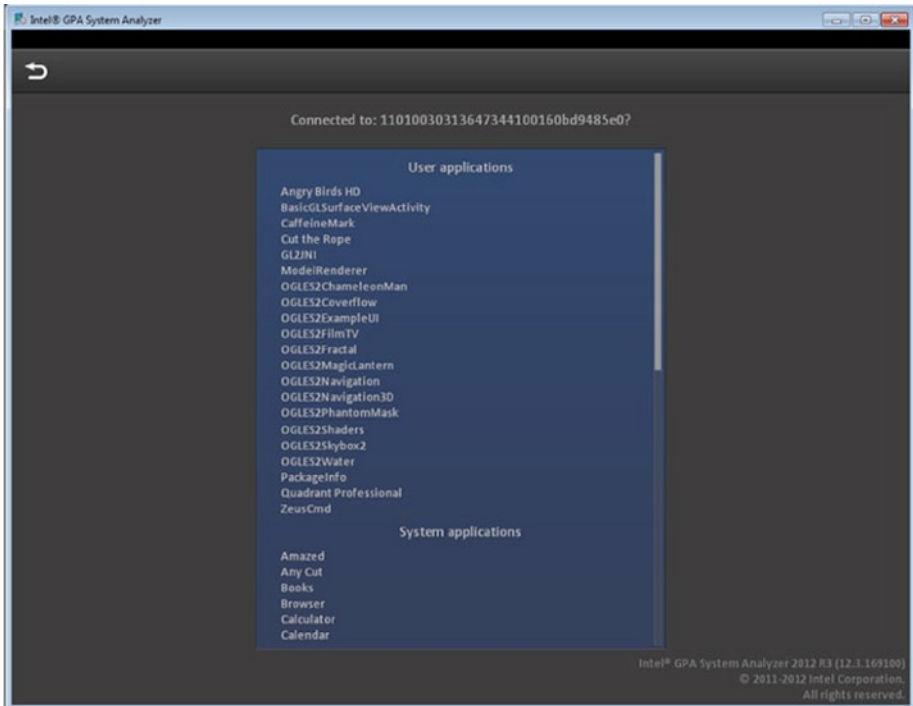 Intel® GPA System Analyzer
Connected to: 11010030313647344100160bd9485e0?
User applications
Angry Birds HD
BasicGLSurfaceViewActivity
CaffeineMark
Cut the Rope
GL2JNI
ModelRenderer
OGLES2ChameleonMan
OGLES2Coverflow
OGLES2ExampleUI
OGLES2FilmTV
OGLES2Fractal
OGLES2MagicLantern
OGLES2Navigation
OGLES2Navigation3D
OGLES2PhantomMask
OGLES2Shaders
OGLES2Skybox2
OGLES2Water
PackageInfo
Quadrant Professional
ZeusCmd
System applications
Amazed
Any Cut
Books
Browser
Calculator
Calendar
Intel® GPA System Analyzer 2012 R3 (12.3.169100)
© 2011-2012 Intel Corporation.
All rights reserved.